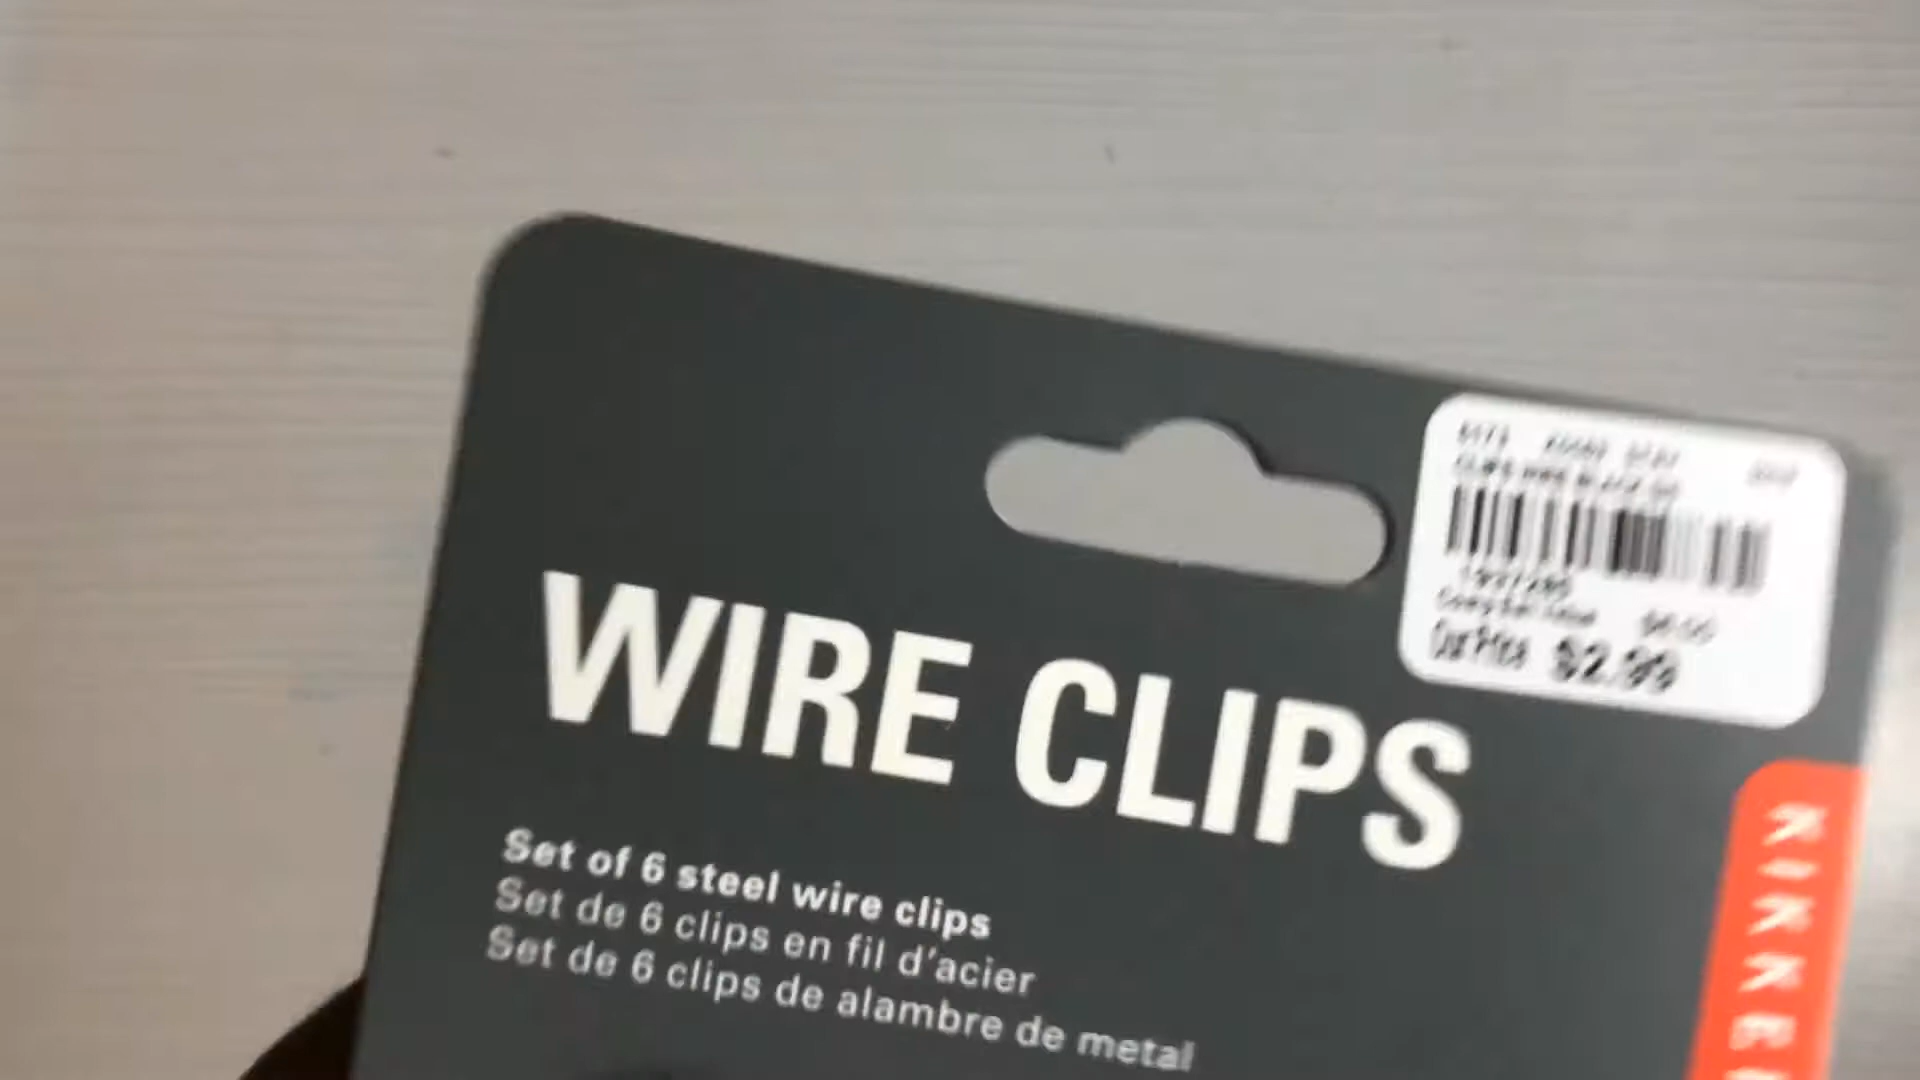 WIRE CLIPS
Set of 6 steel wire clips
Set de 6 clips en fil d'acier
Set de 6 clips de alambre de metal
Our Price $2.99
KIKKE